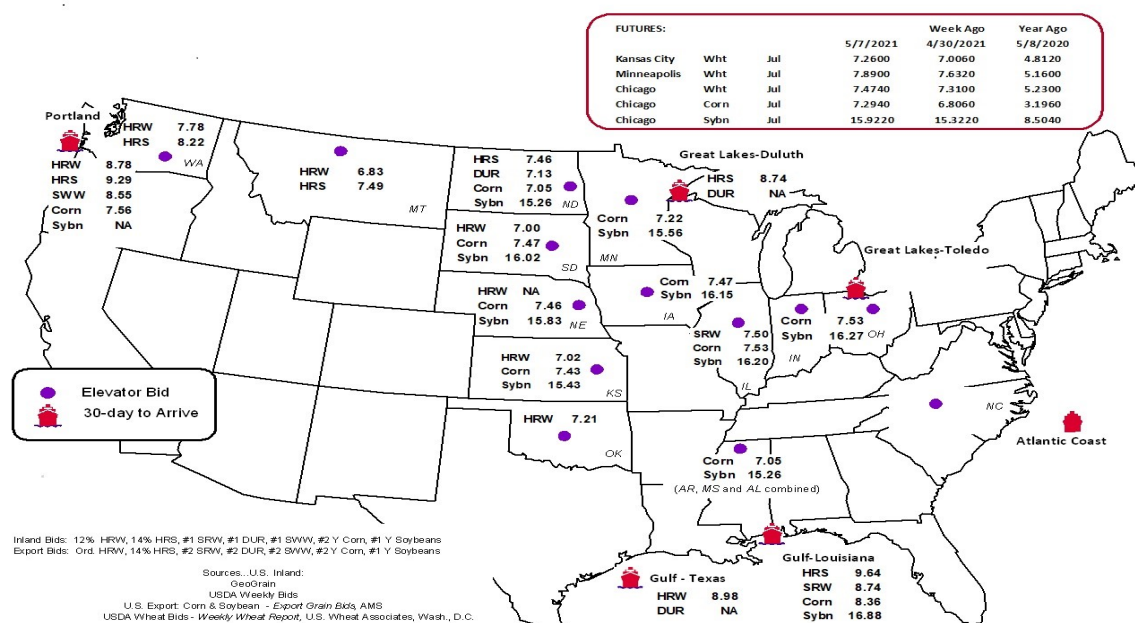 FUTURES: Week Ago Year Ago
5/7/2021 4/30/2021 5/8/2020
Kansas City Wht Jul 7.2600 7.0060 4.8120
Minneapolis Wht Jul 7.8900 7.6320 5.1600
Chicago Wht Jul 7.4740 7.3100 5.2300
Chicago Corn Jul 7.2940 6.8060 3.1960
Chicago Sybn Jul 15.9220 15.3220 8.5040
Portland
HRW 7.78
HRS 8.22
WA
HRW 8.78
HRS 9.29
SWW 8.55
Corn 7.56
Sybn NA
HRW 6.83
HRS 7.49
MT
HRS 7.46
DUR 7.13
Corn 7.05
Sybn 15.26 ND
Great Lakes-Duluth
HRS 8.74
DUR NA
Corn 7.22
Sybn 15.56
MN
HRW 7.00
Corn 7.47
Sybn 16.02
SD
Great Lakes-Toledo
HRW NA
Corn 7.46
Sybn 15.83 NE
Corn 7.47
Sybn 16.15
IA
SRW 7.50
Corn 7.53
Sybn 16.20
IL
Corn 7.53
Sybn 16.27 OH
IN
HRW 7.02
Corn 7.43
Sybn 15.43
KS
Elevator Bid
30-day to Arrive
HRW 7.21
OK
NC
Atlantic Coast
Corn 7.05
Sybn 15.26
(AR, MS and AL combined)
Inland Bids: 12% HRW, 14% HRS, #1 SRW, #1 DUR, #1 SWW, #2 Y Corn, #1 Y Soybeans
Export Bids: Ord. HRW, 14% HRS, #2 SRW, #2 DUR, #2 SWW, #2 Y Corn, #1 Y Soybeans
Sources...U.S. Inland:
GeoGrain
USDA Weekly Bids
U.S. Export: Corn & Soybean - Export Grain Bids, AMS
USDA Wheat Bids - Weekly Wheat Report, U.S. Wheat Associates, Wash., D.C.
Gulf - Texas
HRW 8.98
DUR NA
Gulf-Louisiana
HRS 9.64
SRW 8.74
Corn 8.36
Sybn 16.88